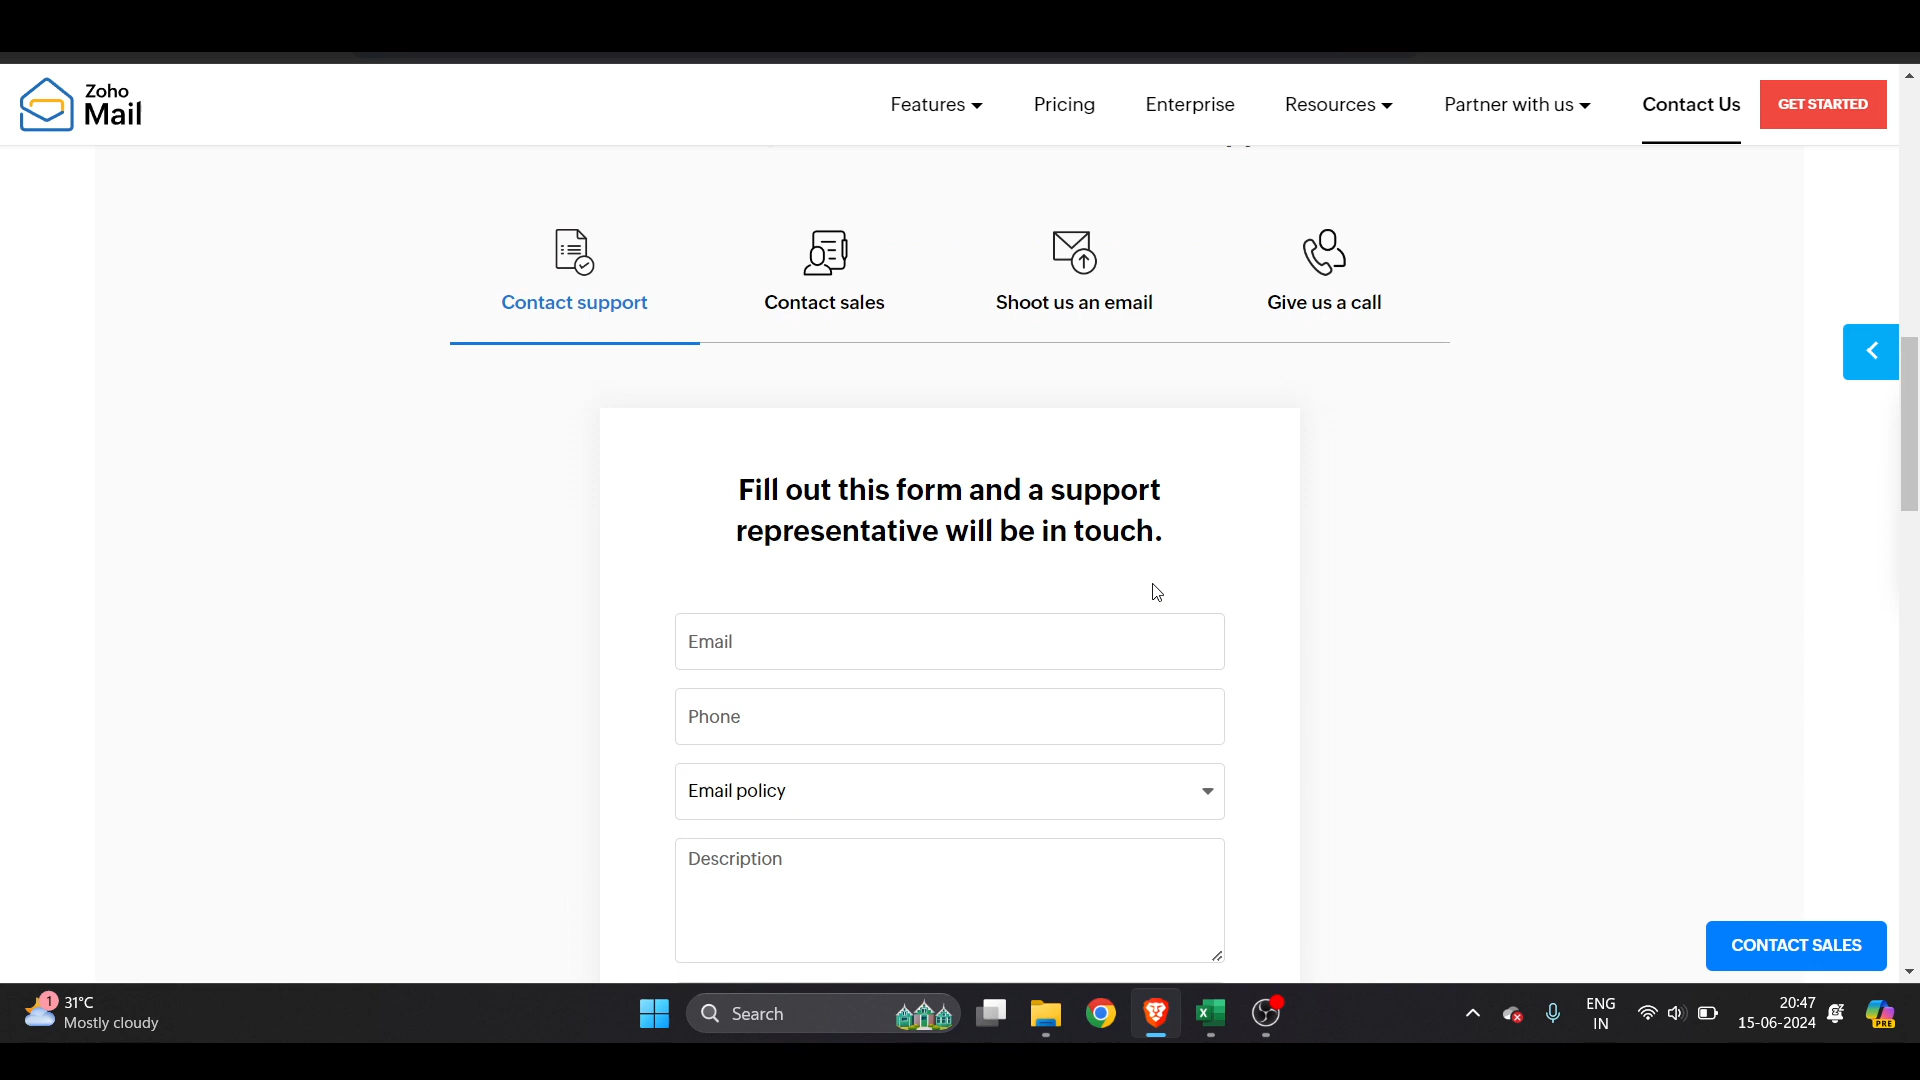 Zoho
Mail
Features
Pricing
Enterprise
Resources
Partner with us
Contact Us
GET STARTED
Contact support
Contact sales
Shoot us an email
Give us a call
Fill out this form and a support
representative will be in touch.
Email
Phone
Email policy
Description
CONTACT SALES
1
31°C
Mostly cloudy
Search
ENG
IN
20:47
15-06-2024
PRE